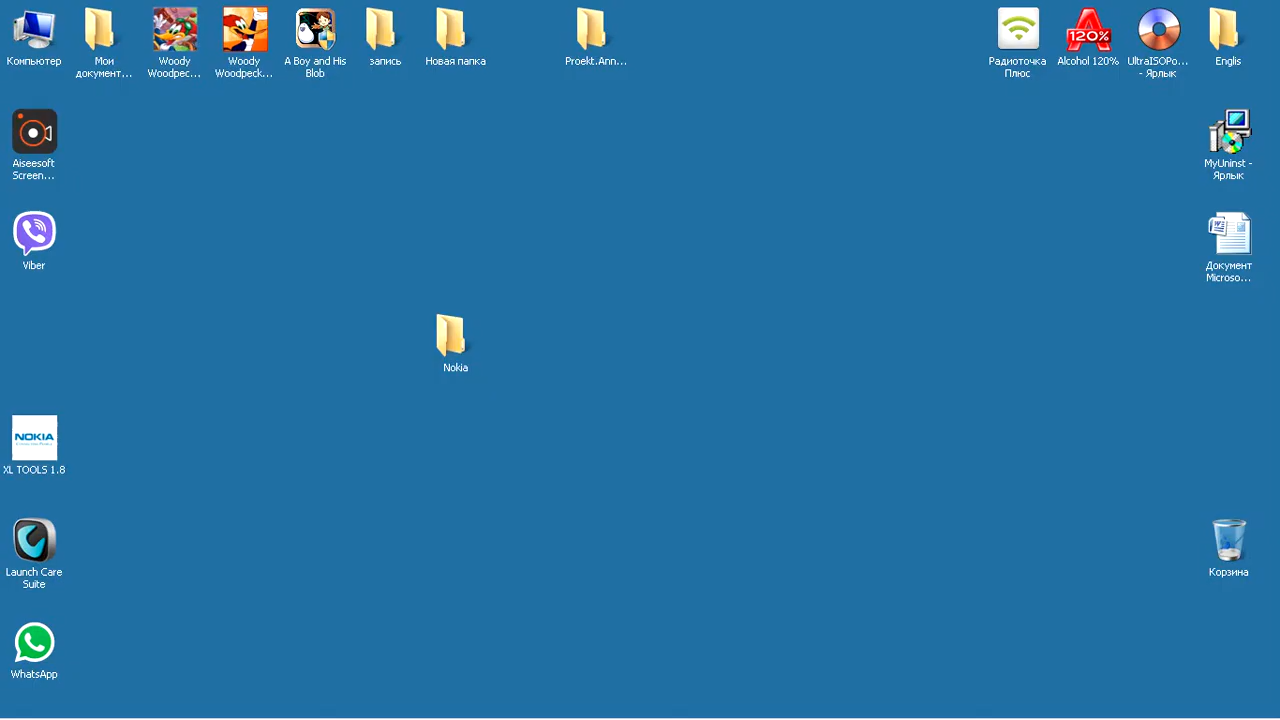 Компьютер
Мои
документ...
Woody
Woodpec...
Woody
Woodpeck...
A Boy and His
Blob
запись
Новая папка
Proekt.Ann...
Радиоточка
Плюс
120%
Alcohol 120%
UltraISOPo...
- Ярлык
Englis
Aiseesoft
Screen...
MyUninst -
Ярлык
Viber
Документ
Microso...
Nokia
NOKIA
XL TOOLS 1.8
Launch Care
Suite
Корзина
WhatsApp